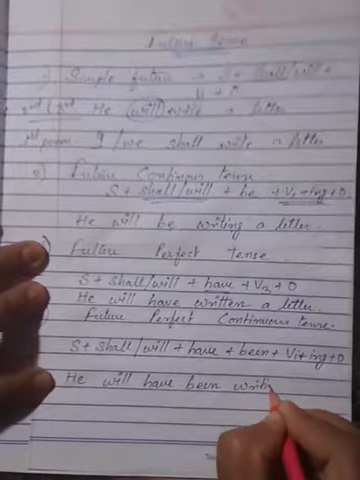 Future Tense
1) Simple future → S + shall/will +
V1 + O
2nd/3rd He will write a letter
1st person. I/we shall write a letter
2) Future Continuous tense
S + shall/will + be + V1 + ing + O
He will be writing a letter.
) Future Perfect Tense
S + shall/will + have + V3 + O
He will have written a letter.
) Future Perfect Continuous tense.
S + shall/will + have + been + V1 + ing + O
He will have been writi